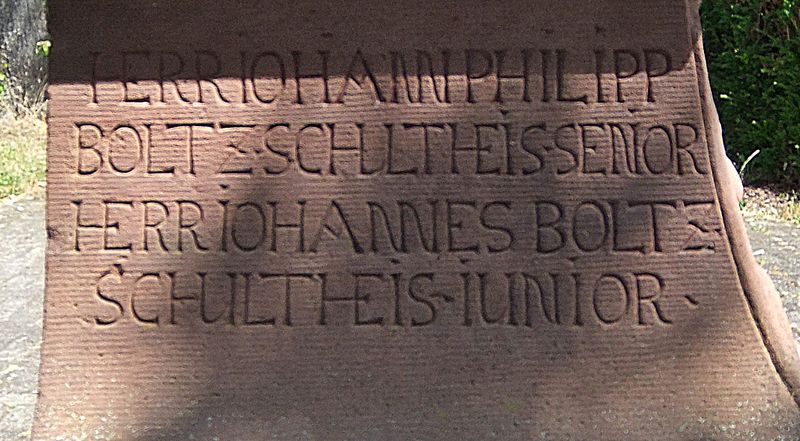 HERR IOHANN PHILIPP
BOLTZ·SCHULTHEIS·SENIOR
HERR IOHANNES BOLTZ
SCHULTHEIS·IUNIOR·